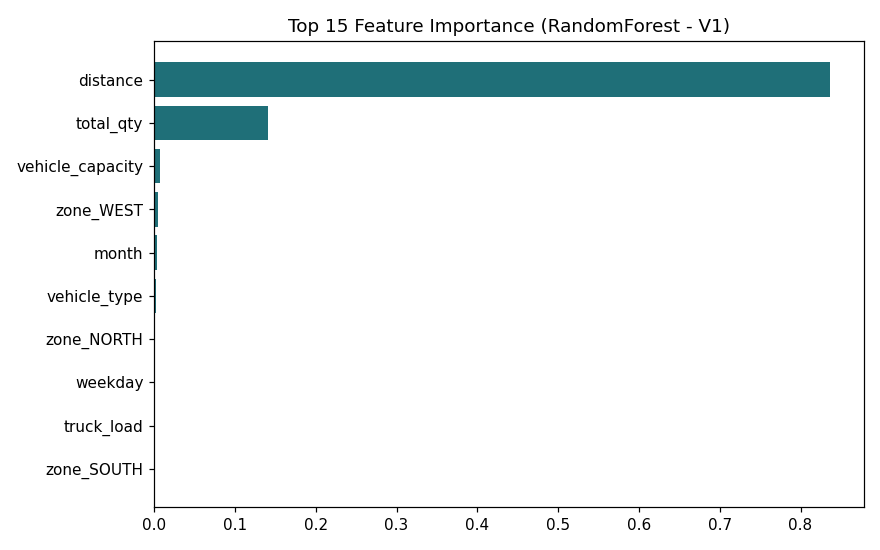 Top 15 Feature Importance (RandomForest - V1)
distance
total_qty
vehicle_capacity
zone_WEST
month
vehicle_type
zone_NORTH
weekday
truck_load
zone_SOUTH
0.0 0.1 0.2 0.3 0.4 0.5 0.6 0.7 0.8